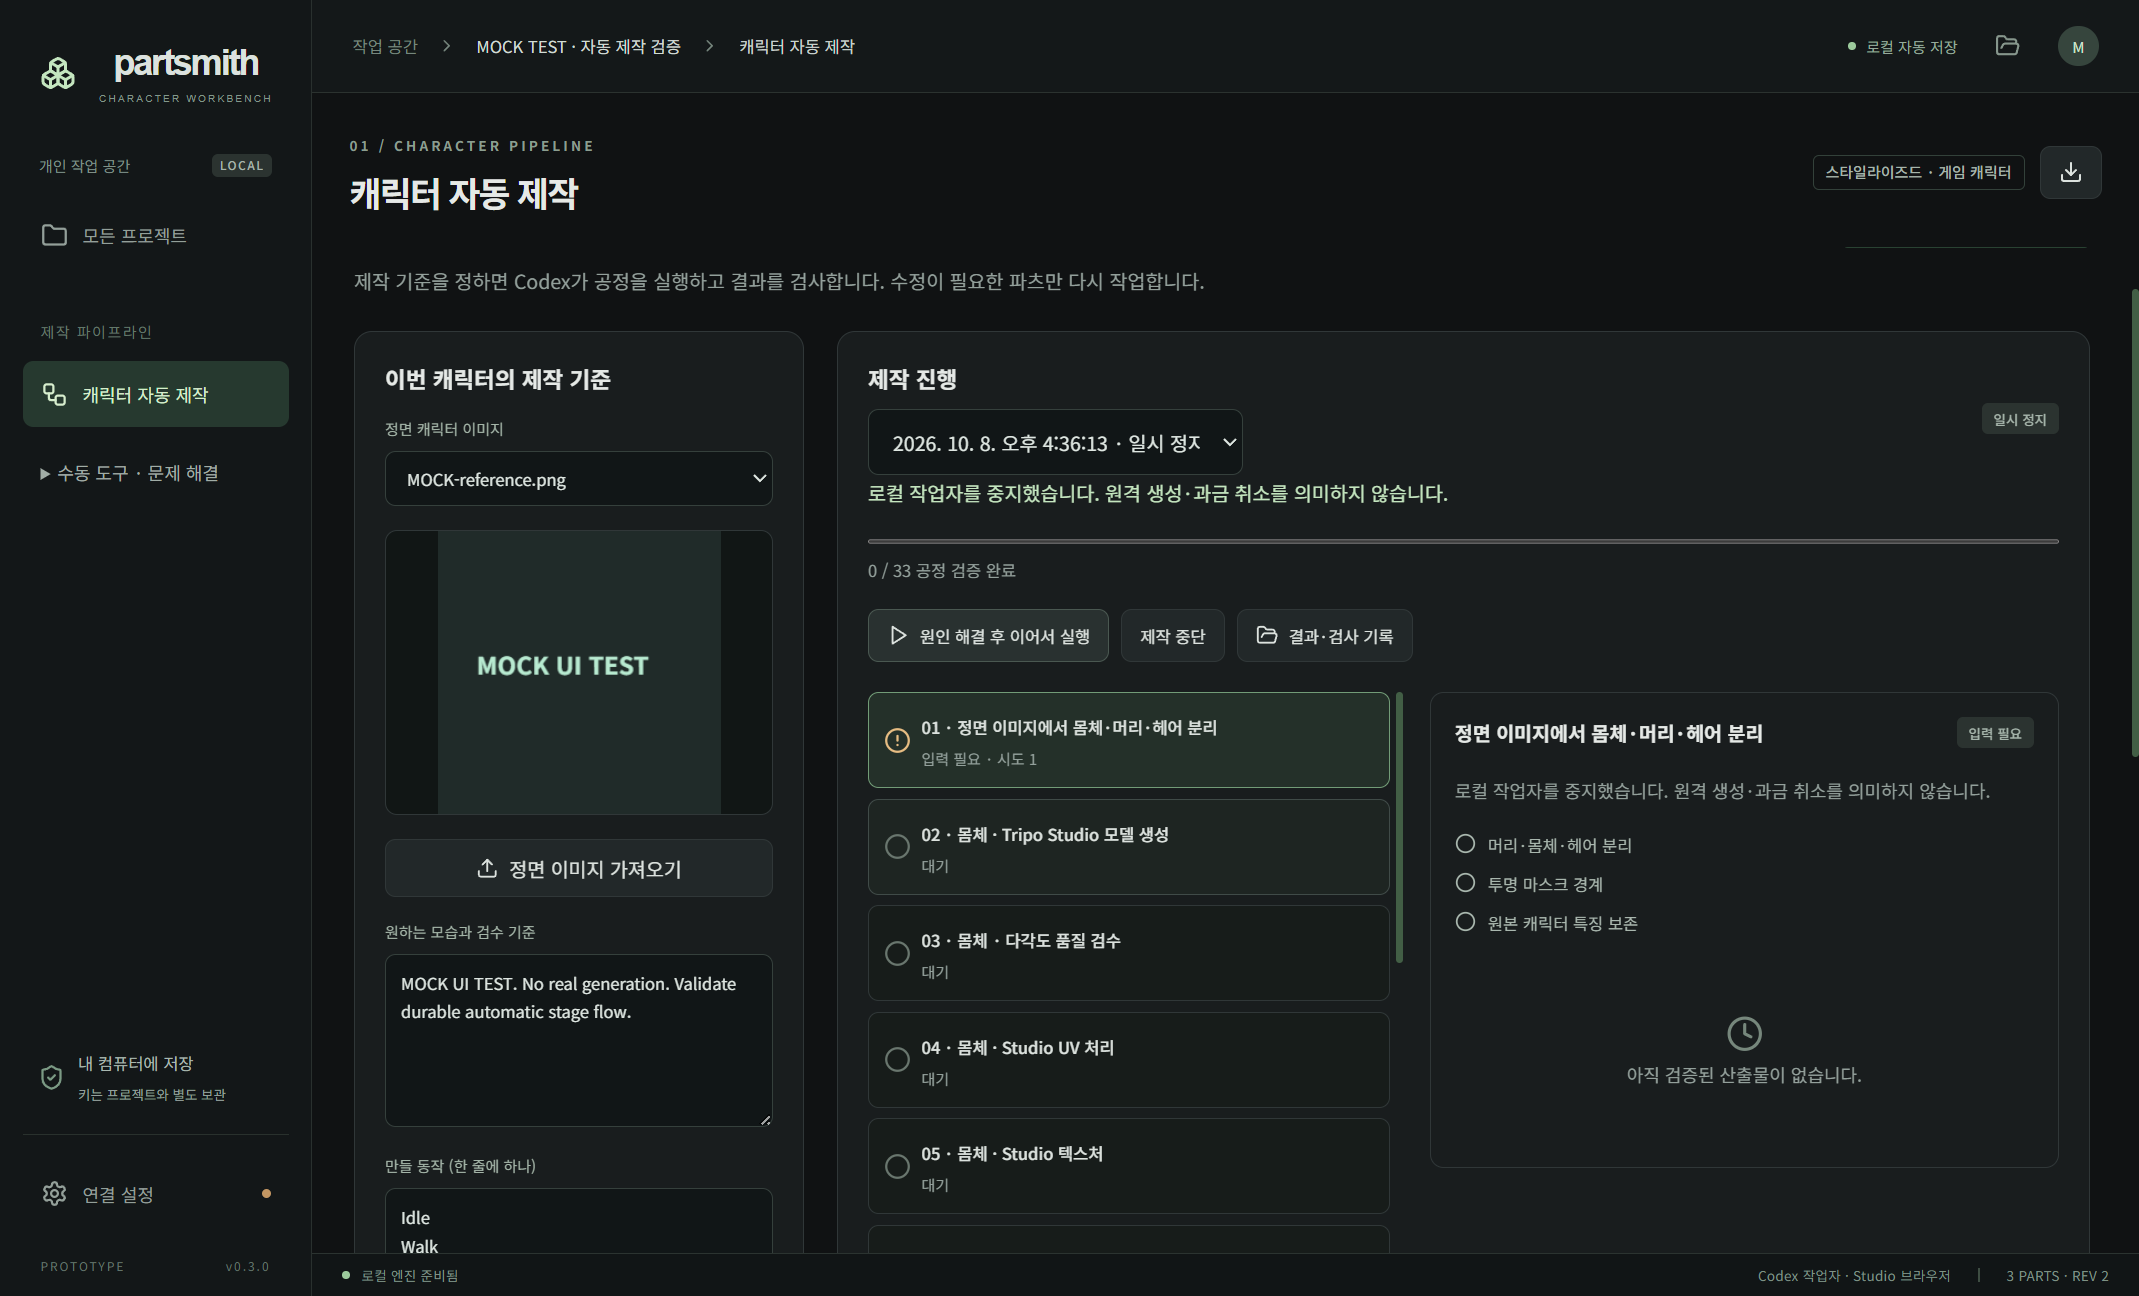 partsmith
CHARACTER WORKBENCH
개인 작업 공간
LOCAL
모든 프로젝트
제작 파이프라인
캐릭터 자동 제작
수동 도구 · 문제 해결
내 컴퓨터에 저장
키는 프로젝트와 별도 보관
연결 설정
PROTOTYPE
v0.3.0
작업 공간
MOCK TEST · 자동 제작 검증
캐릭터 자동 제작
로컬 자동 저장
M
01 / CHARACTER PIPELINE
캐릭터 자동 제작
스타일라이즈드 · 게임 캐릭터
제작 기준을 정하면 Codex가 공정을 실행하고 결과를 검사합니다. 수정이 필요한 파츠만 다시 작업합니다.
이번 캐릭터의 제작 기준
정면 캐릭터 이미지
MOCK-reference.png
MOCK UI TEST
정면 이미지 가져오기
원하는 모습과 검수 기준
MOCK UI TEST. No real generation. Validate
durable automatic stage flow.
만들 동작 (한 줄에 하나)
Idle
Walk
제작 진행
2026. 10. 8. 오후 4:36:13 · 일시 정지
일시 정지
로컬 작업자를 중지했습니다. 원격 생성·과금 취소를 의미하지 않습니다.
0 / 33 공정 검증 완료
원인 해결 후 이어서 실행
제작 중단
결과·검사 기록
01 · 정면 이미지에서 몸체·머리·헤어 분리
입력 필요 · 시도 1
02 · 몸체 · Tripo Studio 모델 생성
대기
03 · 몸체 · 다각도 품질 검수
대기
04 · 몸체 · Studio UV 처리
대기
05 · 몸체 · Studio 텍스처
대기
정면 이미지에서 몸체·머리·헤어 분리
입력 필요
로컬 작업자를 중지했습니다. 원격 생성·과금 취소를 의미하지 않습니다.
머리·몸체·헤어 분리
투명 마스크 경계
원본 캐릭터 특징 보존
아직 검증된 산출물이 없습니다.
로컬 엔진 준비됨
Codex 작업자 · Studio 브라우저
3 PARTS · REV 2